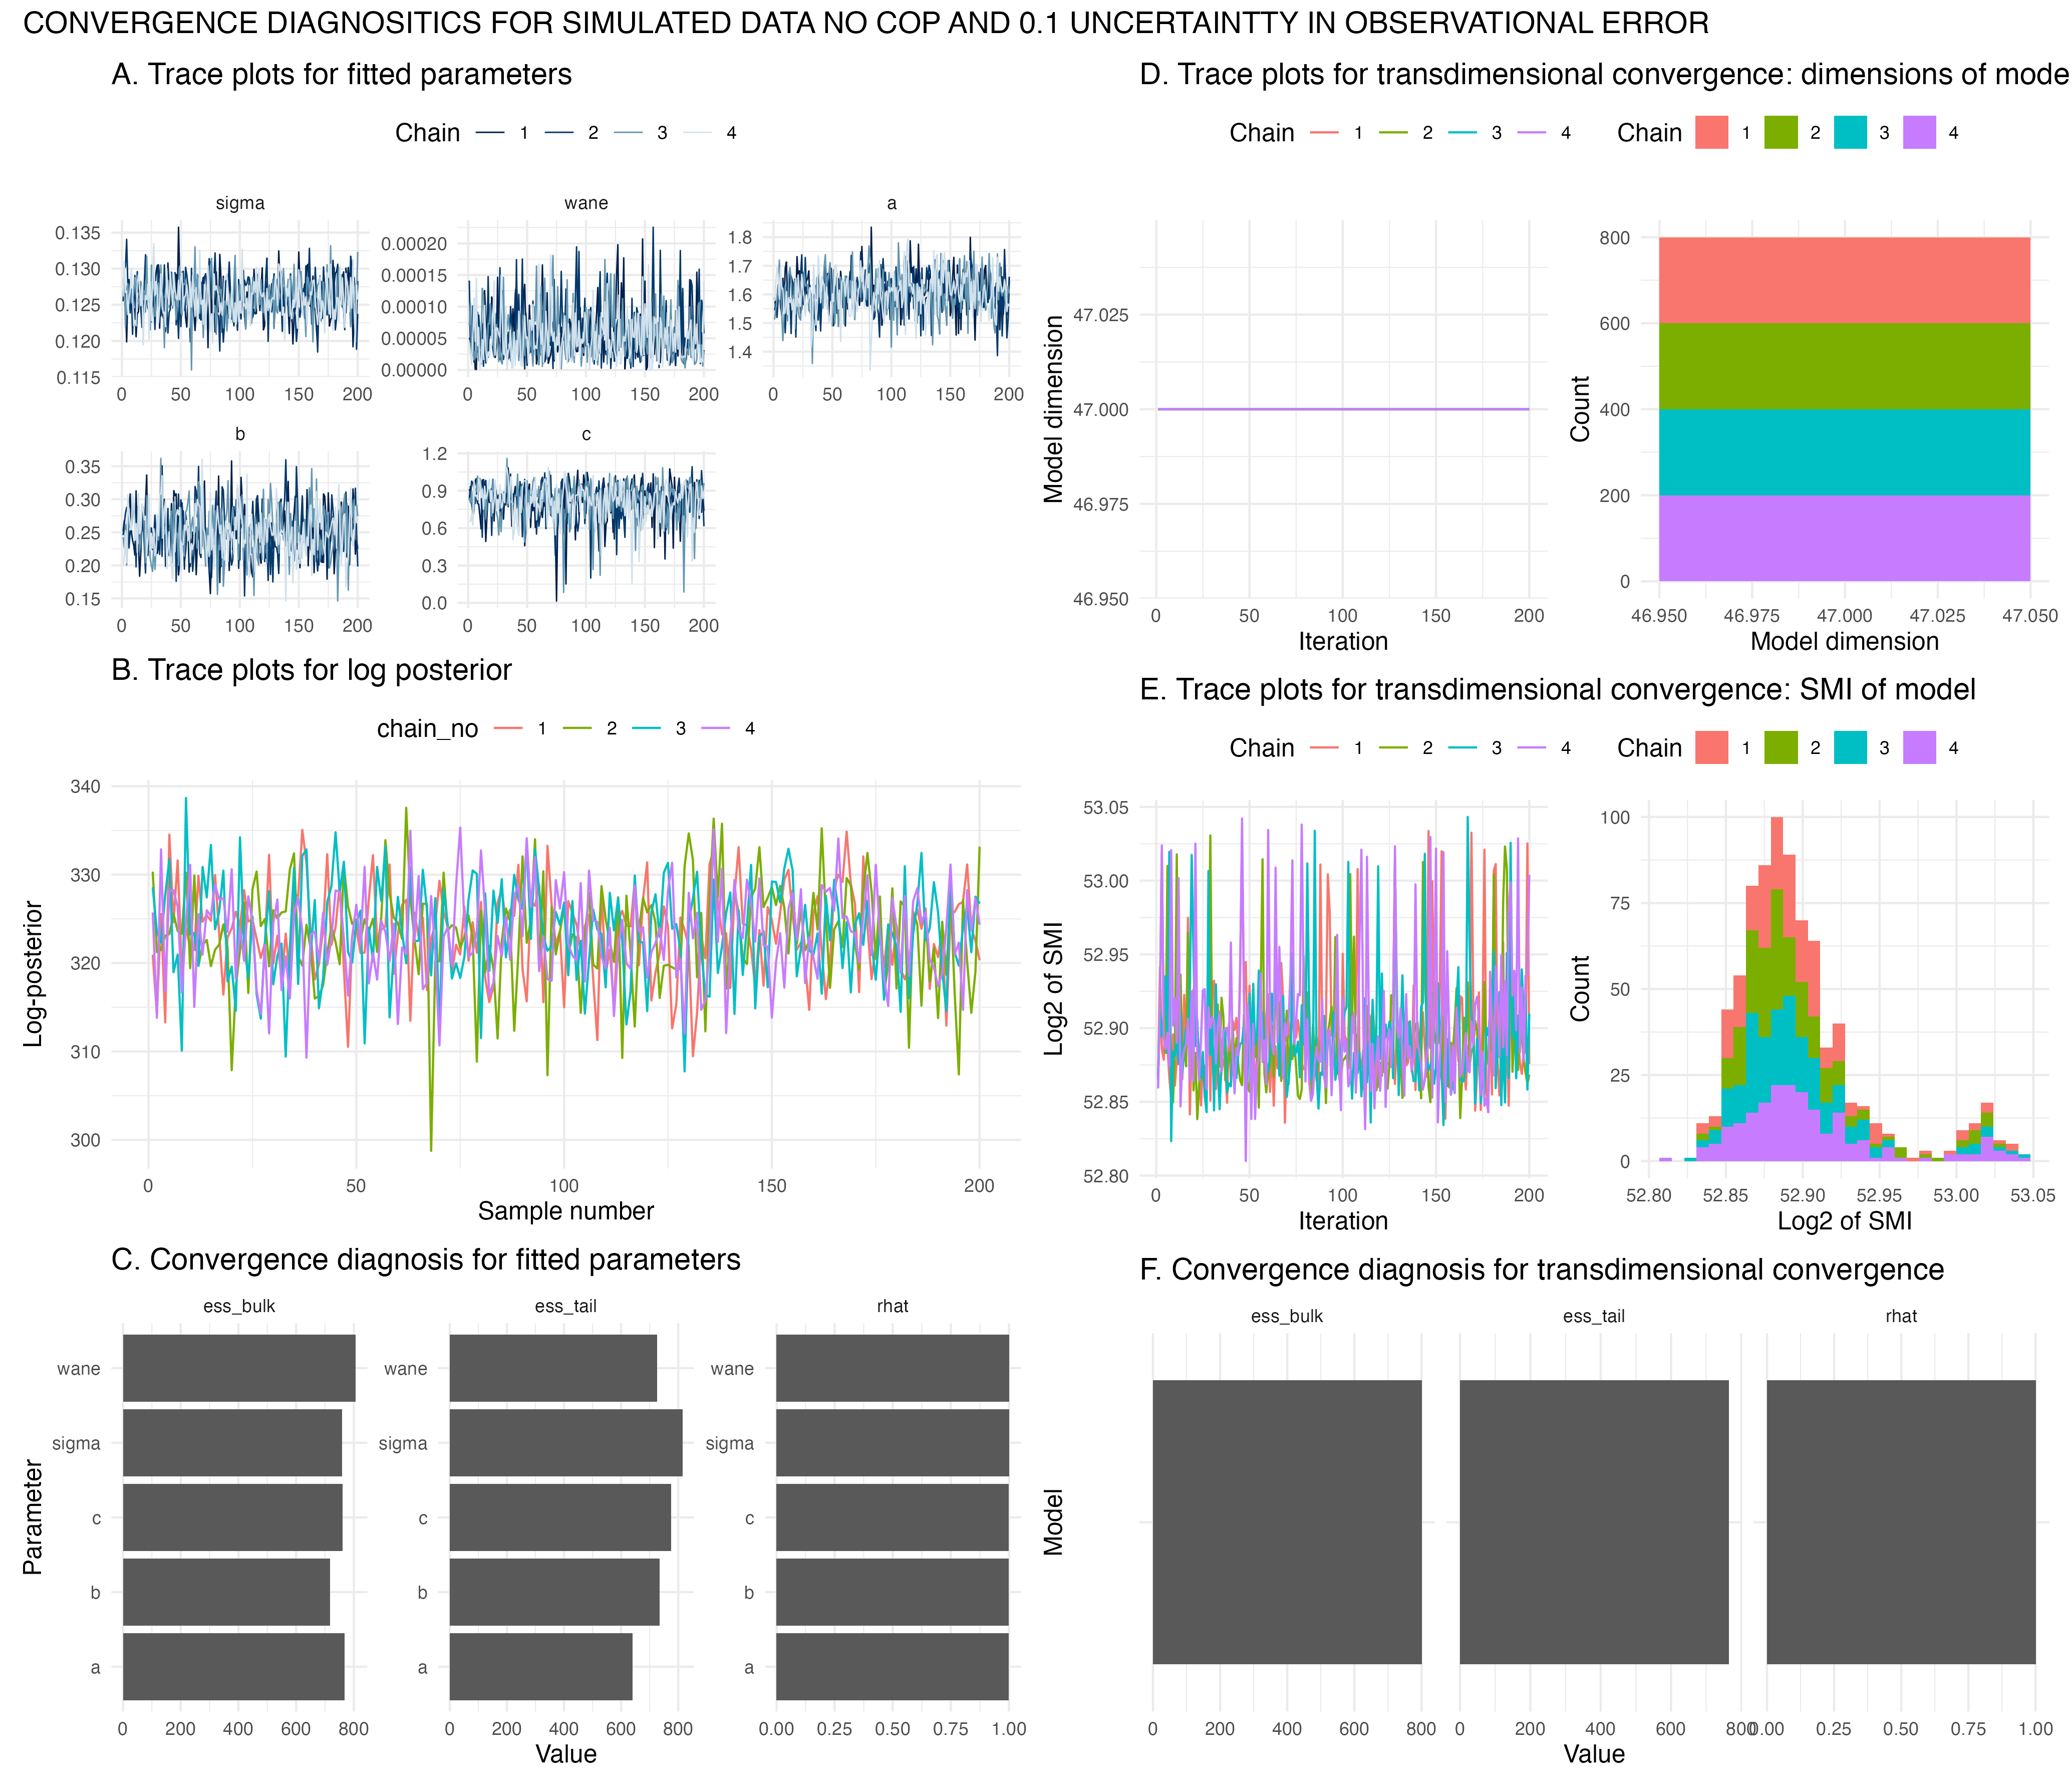 CONVERGENCE DIAGNOSITICS FOR SIMULATED DATA NO COP AND 0.1 UNCERTAINTTY IN OBSERVATIONAL ERROR
A. Trace plots for fitted parameters
Chain 1 2 3 4
sigma wane a
0.135
0.130
0.125
0.120
0.115
0 50 100 150 200
0.00020
0.00015
0.00010
0.00005
0.00000
0 50 100 150 200
1.8
1.7
1.6
1.5
1.4
0 50 100 150 200
b c
0.35
0.30
0.25
0.20
0.15
0 50 100 150 200
1.2
0.9
0.6
0.3
0.0
0 50 100 150 200
B. Trace plots for log posterior
chain_no 1 2 3 4
Log-posterior
340
330
320
310
300
0 50 100 150 200
Sample number
C. Convergence diagnosis for fitted parameters
ess_bulk ess_tail rhat
Parameter
wane
sigma
c
b
a
0 200 400 600 800
wane
sigma
c
b
a
0 200 400 600 800
wane
sigma
c
b
a
0.00 0.25 0.50 0.75 1.00
Value
D. Trace plots for transdimensional convergence: dimensions of mode
Chain 1 2 3 4
Chain 1 2 3 4
Model dimension
47.025
47.000
46.975
46.950
0 50 100 150 200
Iteration
Count
800
600
400
200
0
46.950 46.975 47.000 47.025 47.050
Model dimension
E. Trace plots for transdimensional convergence: SMI of model
Chain 1 2 3 4
Chain 1 2 3 4
Log2 of SMI
53.05
53.00
52.95
52.90
52.85
52.80
0 50 100 150 200
Iteration
Count
100
75
50
25
0
52.80 52.85 52.90 52.95 53.00 53.05
Log2 of SMI
F. Convergence diagnosis for transdimensional convergence
ess_bulk ess_tail rhat
Model
0 200 400 600 800
0 200 400 600 800
0.00 0.25 0.50 0.75 1.00
Value